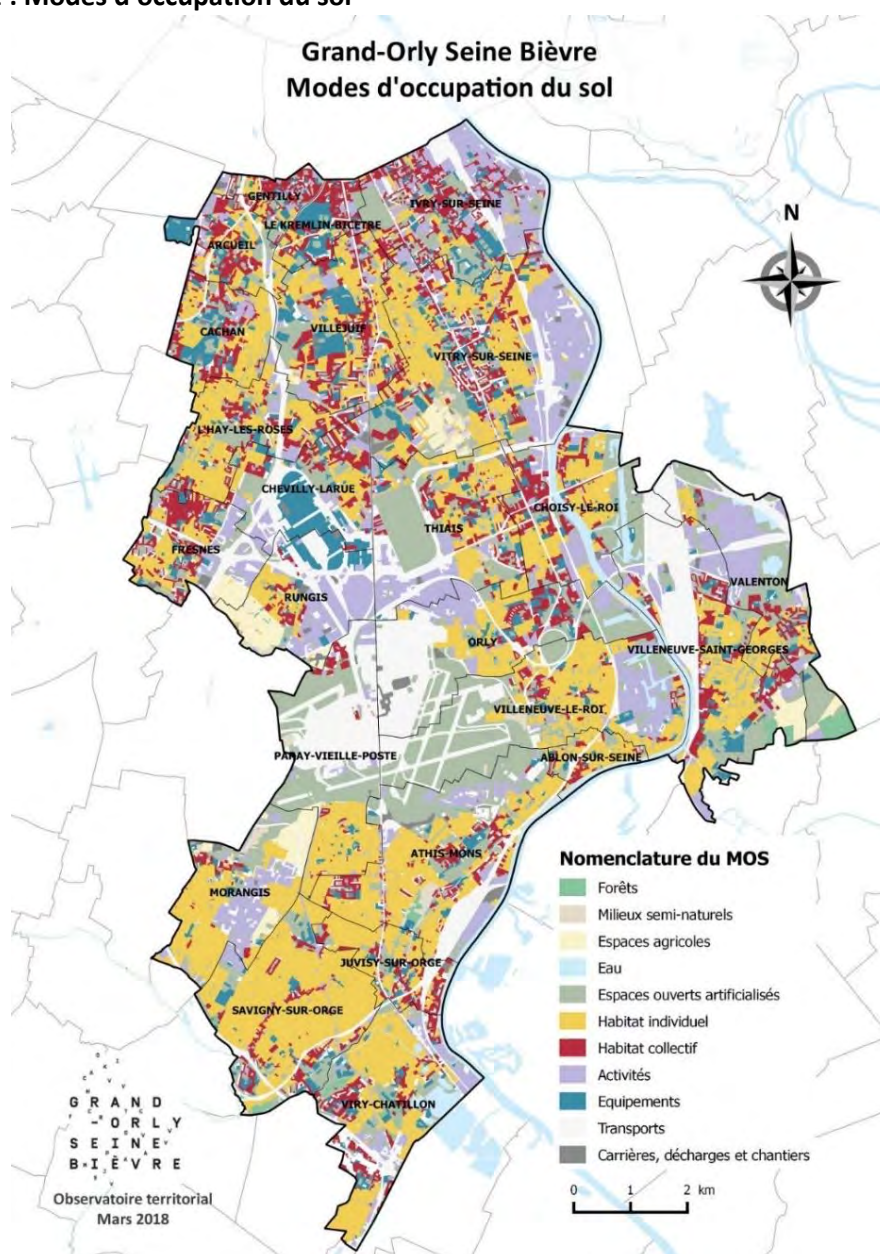 : Modes d'occupation du sol
Grand-Orly Seine Bièvre
Modes d'occupation du sol
N
GENTILLY
IVRY-SUR-SEINE
LE KREMLIN-BICETRE
ARCUEIL
CACHAN
VILLEJUIF
VITRY-SUR-SEINE
L'HAY-LES-ROSES
CHEVILLY-LARUE
CHOISY-LE-ROI
THIAIS
FRESNES
VALENTON
RUNGIS
ORLY
VILLENEUVE-SAINT-GEORGES
VILLENEUVE-LE-ROI
PARAY-VIEILLE-POSTE
ABLON-SUR-SEINE
ATHIS-MONS
MORANGIS
JUVISY-SUR-ORGE
SAVIGNY-SUR-ORGE
VIRY-CHATILLON
Nomenclature du MOS
Forêts
Milieux semi-naturels
Espaces agricoles
Eau
Espaces ouverts artificialisés
Habitat individuel
Habitat collectif
Activités
Equipements
Transports
Carrières, décharges et chantiers
0 1 2 km
GRAND
-ORLY
SEINE
BIÈVRE
Observatoire territorial
Mars 2018